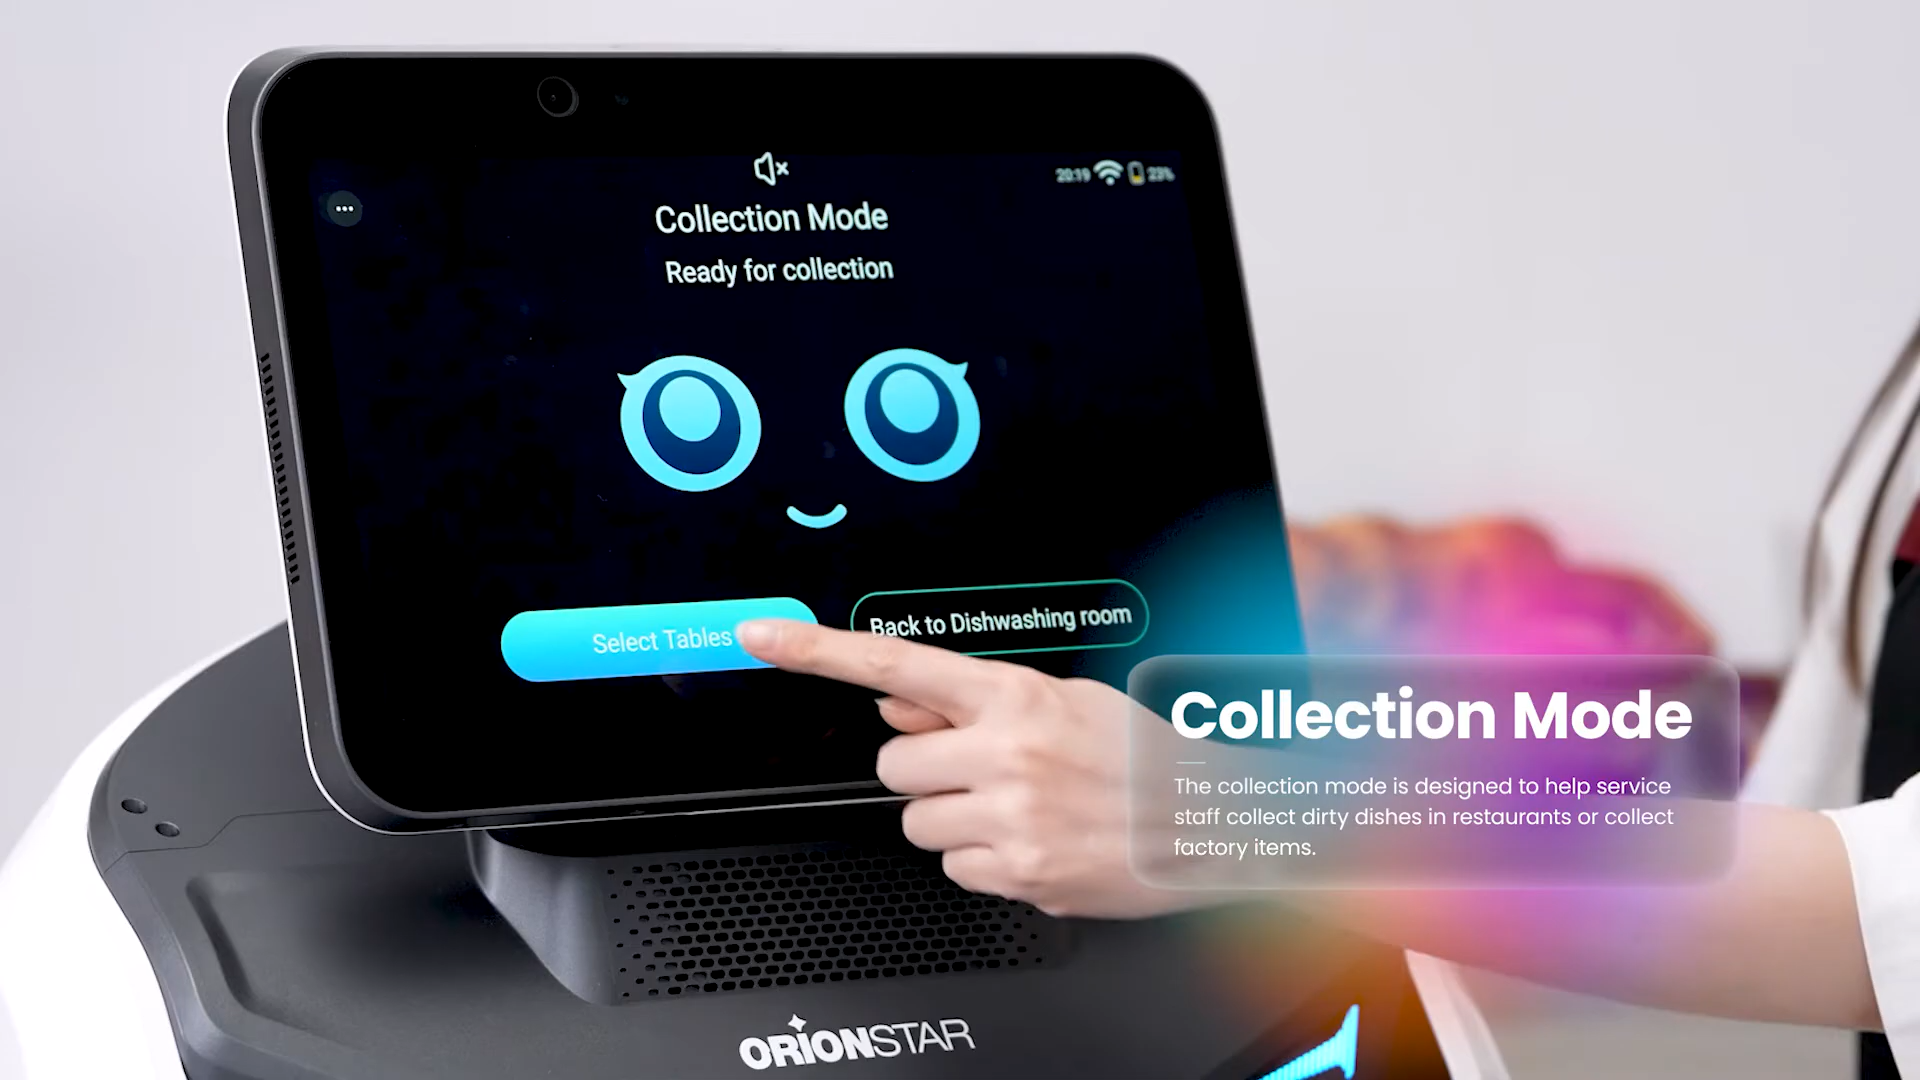 20:19 23%
Collection Mode
Ready for collection
Select Tables
Back to Dishwashing room
Collection Mode
The collection mode is designed to help service
staff collect dirty dishes in restaurants or collect
factory items.
ORIONSTAR